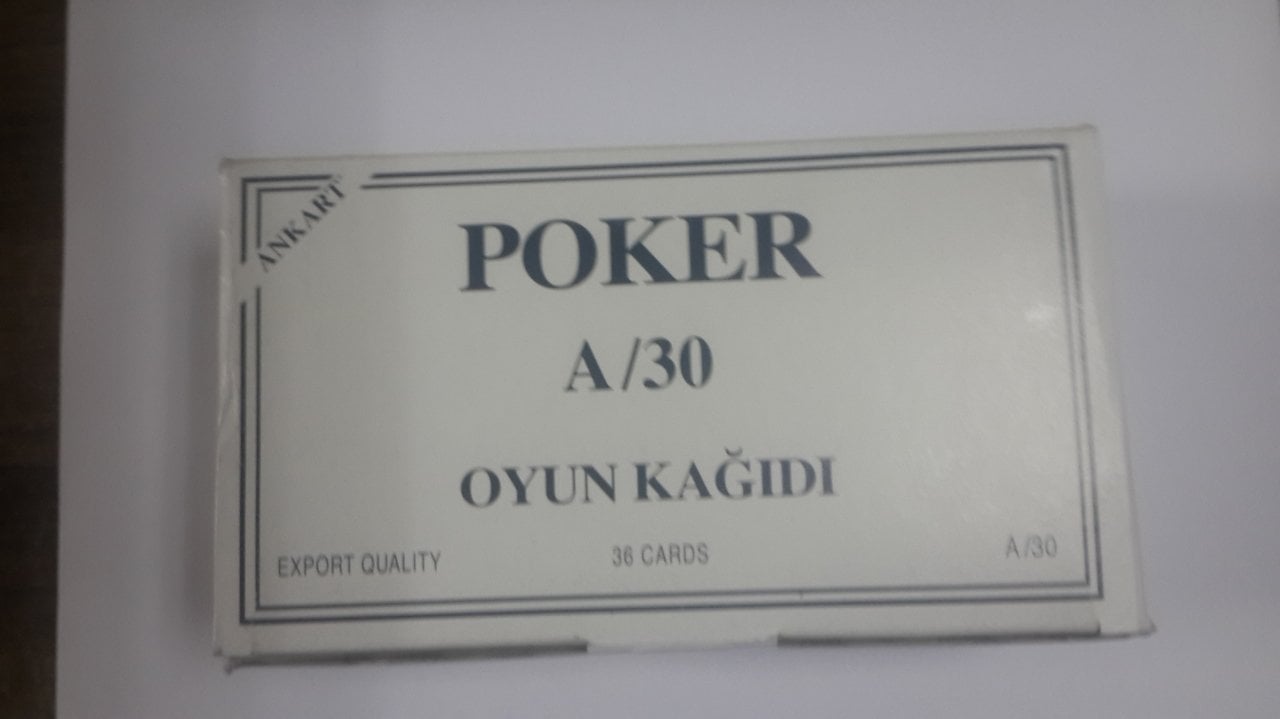 ANKART
POKER
A/30
OYUN KAĞIDI
EXPORT QUALITY 36 CARDS A/30